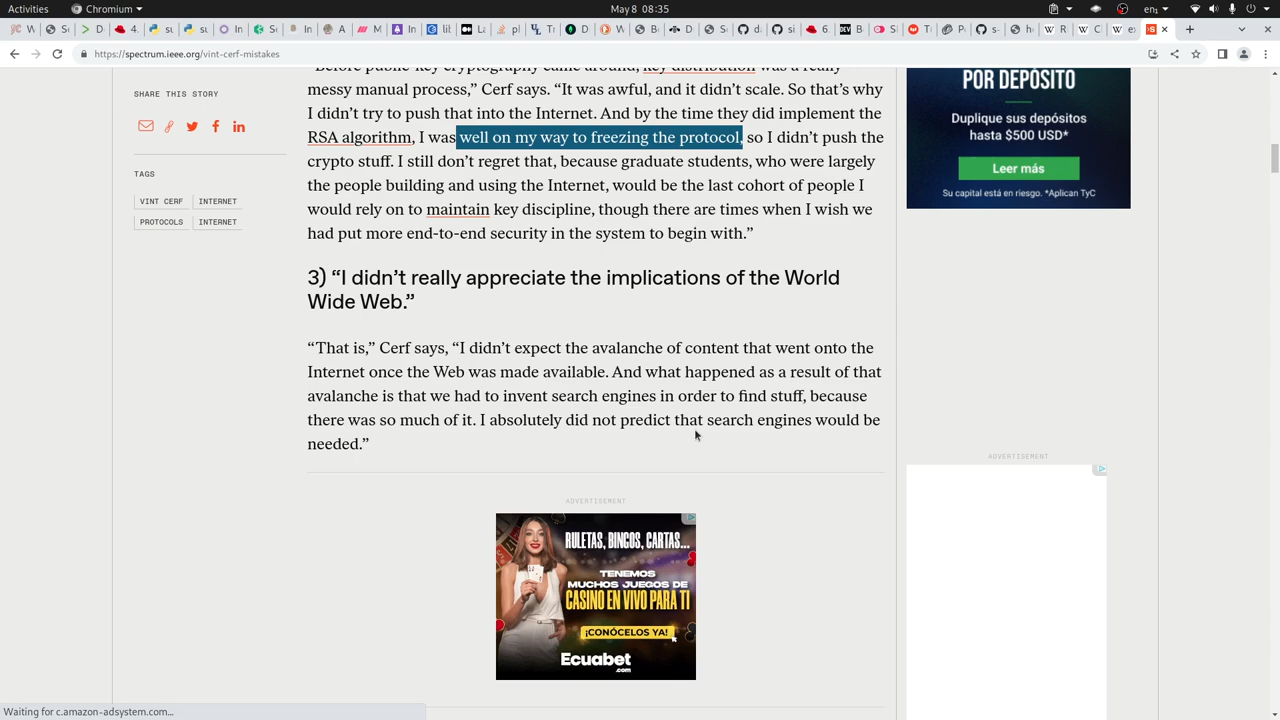 Activities
Chromium
May 8 08:35
https://spectrum.ieee.org/vint-cerf-mistakes
SHARE THIS STORY
TAGS
VINT CERF
INTERNET
PROTOCOLS
INTERNET
“Before public-key cryptography came around, key distribution was a really
messy manual process,” Cerf says. “It was awful, and it didn’t scale. So that’s why
I didn’t try to push that into the Internet. And by the time they did implement the
RSA algorithm, I was well on my way to freezing the protocol, so I didn’t push the
crypto stuff. I still don’t regret that, because graduate students, who were largely
the people building and using the Internet, would be the last cohort of people I
would rely on to maintain key discipline, though there are times when I wish we
had put more end-to-end security in the system to begin with.”
3) “I didn’t really appreciate the implications of the World
Wide Web.”
“That is,” Cerf says, “I didn’t expect the avalanche of content that went onto the
Internet once the Web was made available. And what happened as a result of that
avalanche is that we had to invent search engines in order to find stuff, because
there was so much of it. I absolutely did not predict that search engines would be
needed.”
ADVERTISEMENT
RULETAS, BINGOS, CARTAS...
TENEMOS
MUCHOS JUEGOS DE
CASINO EN VIVO PARA TI
¡CONÓCELOS YA!
Ecuabet
.com
POR DEPÓSITO
Duplique sus depósitos
hasta $500 USD*
Leer más
Su capital está en riesgo. *Aplican TyC
ADVERTISEMENT
Waiting for c.amazon-adsystem.com...